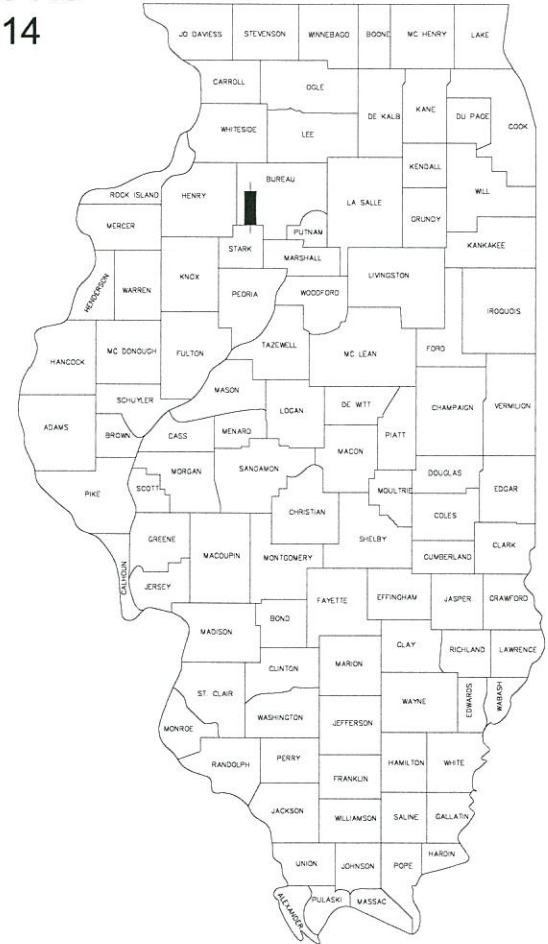 14
JO DAVIESS STEVENSON WINNEBAGO BOONE MC HENRY LAKE
CARROLL OGLE
DE KALB KANE DU PAGE COOK
WHITESIDE LEE
KENDALL
BUREAU WILL
ROCK ISLAND HENRY LA SALLE
GRUNDY
MERCER PUTNAM
STARK KANKAKEE
MARSHALL
HENDERSON WARREN KNOX PEORIA WOODFORD LIVINGSTON
IROQUOIS
TAZEWELL FORD
HANCOCK MC DONOUGH FULTON MC LEAN
MASON
SCHUYLER LOGAN DE WITT CHAMPAIGN VERMILION
ADAMS BROWN CASS MENARD PIATT
MACON
MORGAN SANGAMON
DOUGLAS
PIKE SCOTT MOULTRIE EDGAR
CHRISTIAN COLES
GREENE SHELBY
CALHOUN MACOUPIN MONTGOMERY CUMBERLAND CLARK
JERSEY
FAYETTE EFFINGHAM JASPER CRAWFORD
MADISON BOND
CLAY
MARION RICHLAND LAWRENCE
CLINTON
ST. CLAIR
WAYNE EDWARDS WABASH
WASHINGTON JEFFERSON
MONROE
RANDOLPH PERRY HAMILTON WHITE
FRANKLIN
JACKSON WILLIAMSON SALINE GALLATIN
UNION JOHNSON POPE HARDIN
ALEXANDER PULASKI MASSAC